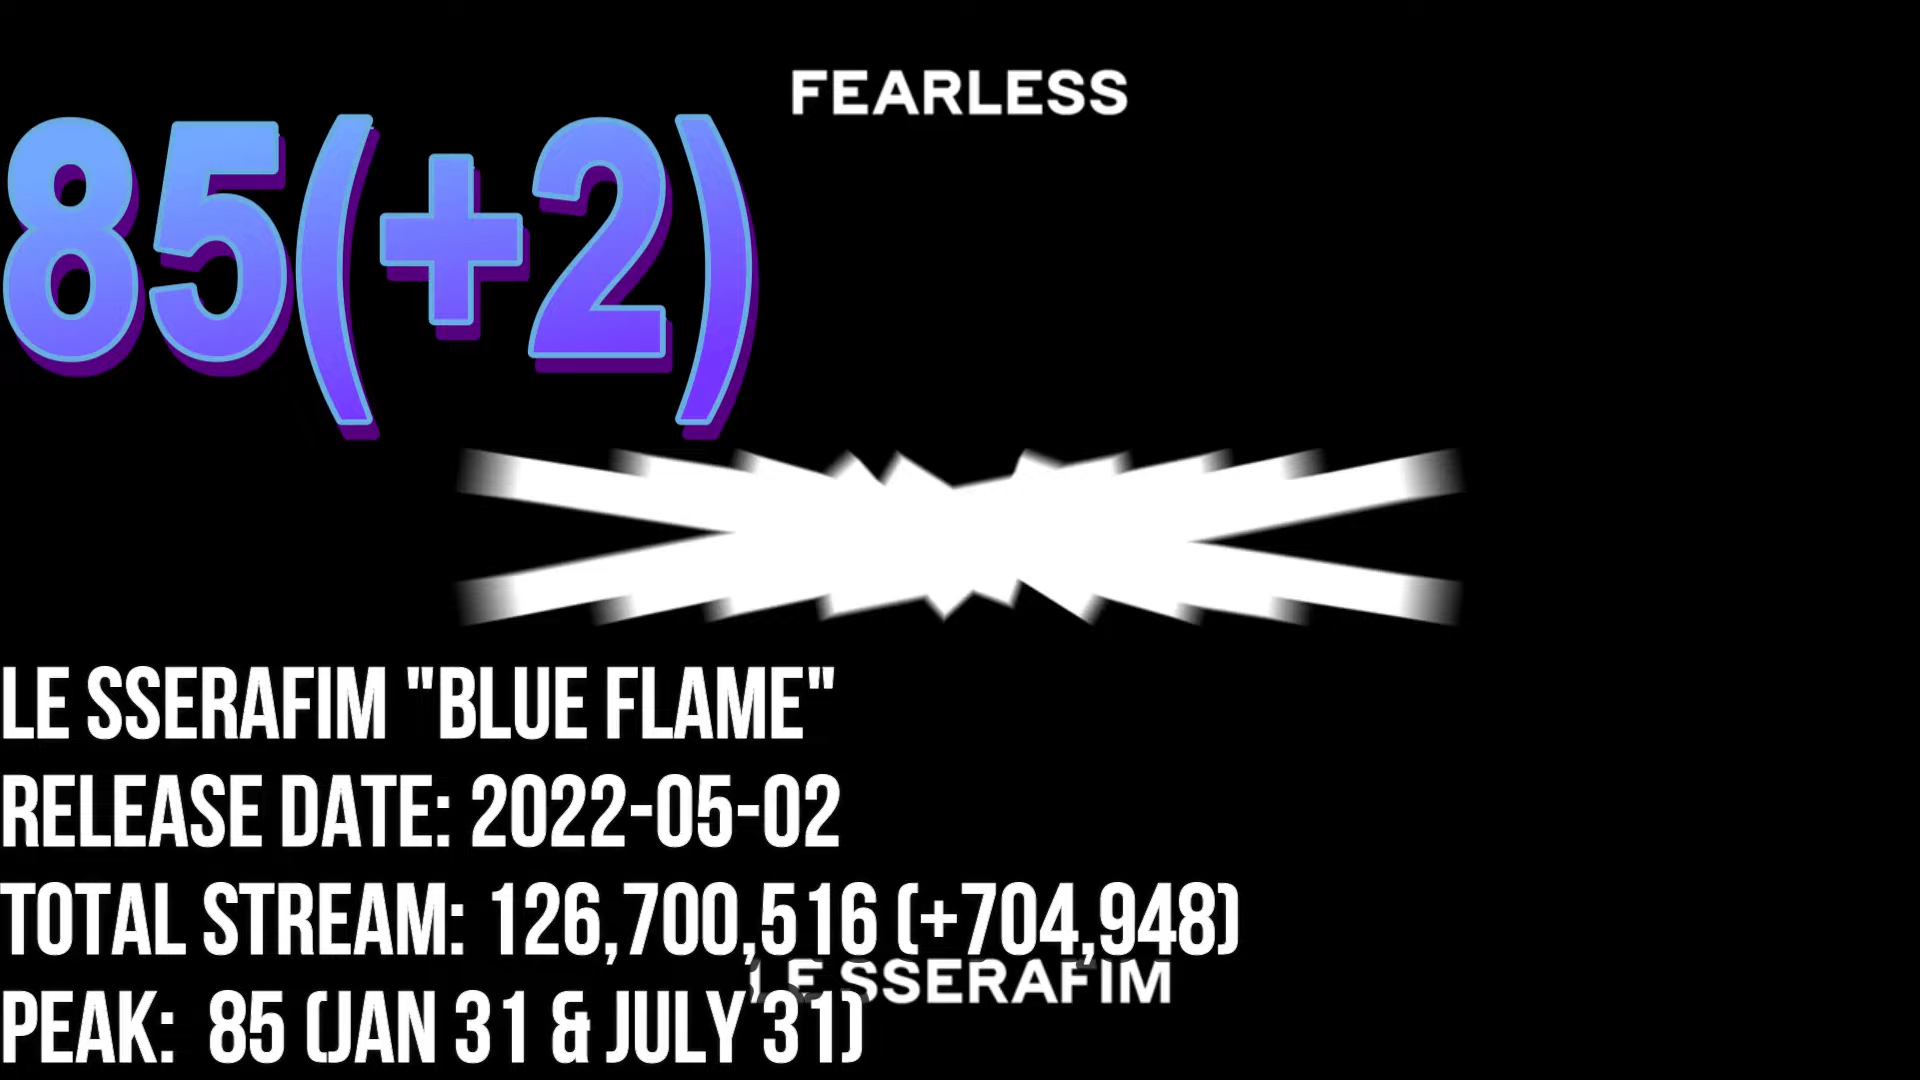 FEARLESS
85(+2)
LE SSERAFIM "BLUE FLAME"
RELEASE DATE: 2022-05-02
TOTAL STREAM: 126,700,516 (+704,948)
LE SSERAFIM
PEAK: 85 (JAN 31 & JULY 31)